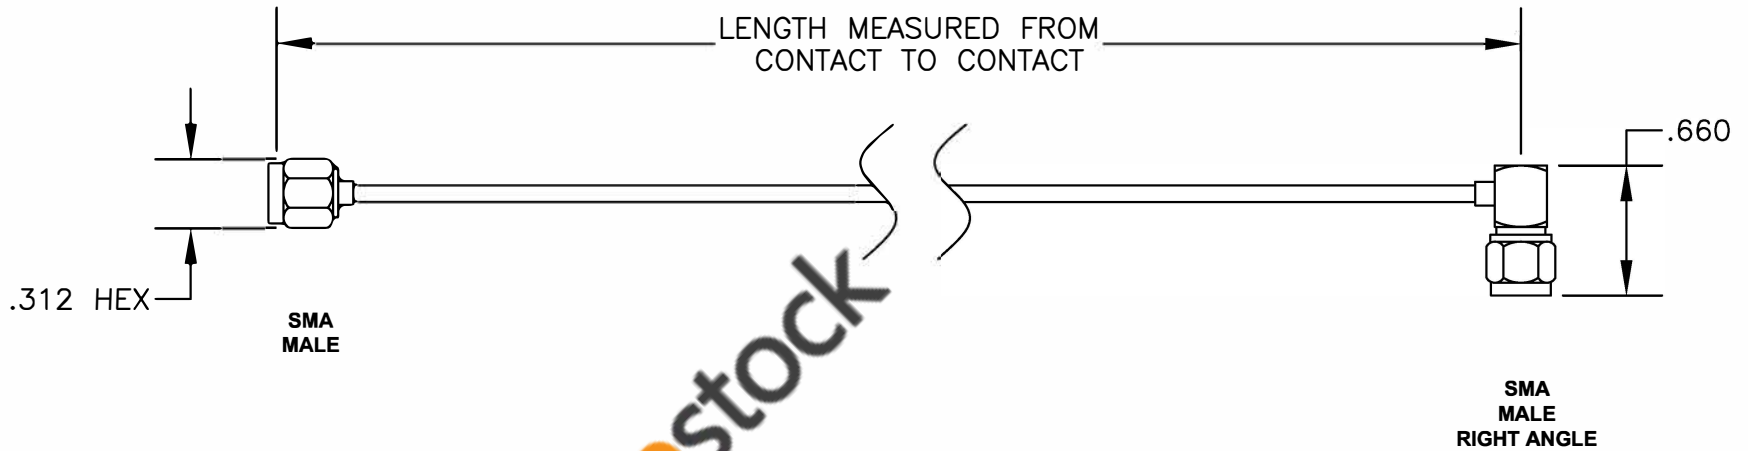 LENGTH MEASURED FROM
CONTACT TO CONTACT
.660
.312 HEX
SMA
MALE
stock
SMA
MALE
RIGHT ANGLE